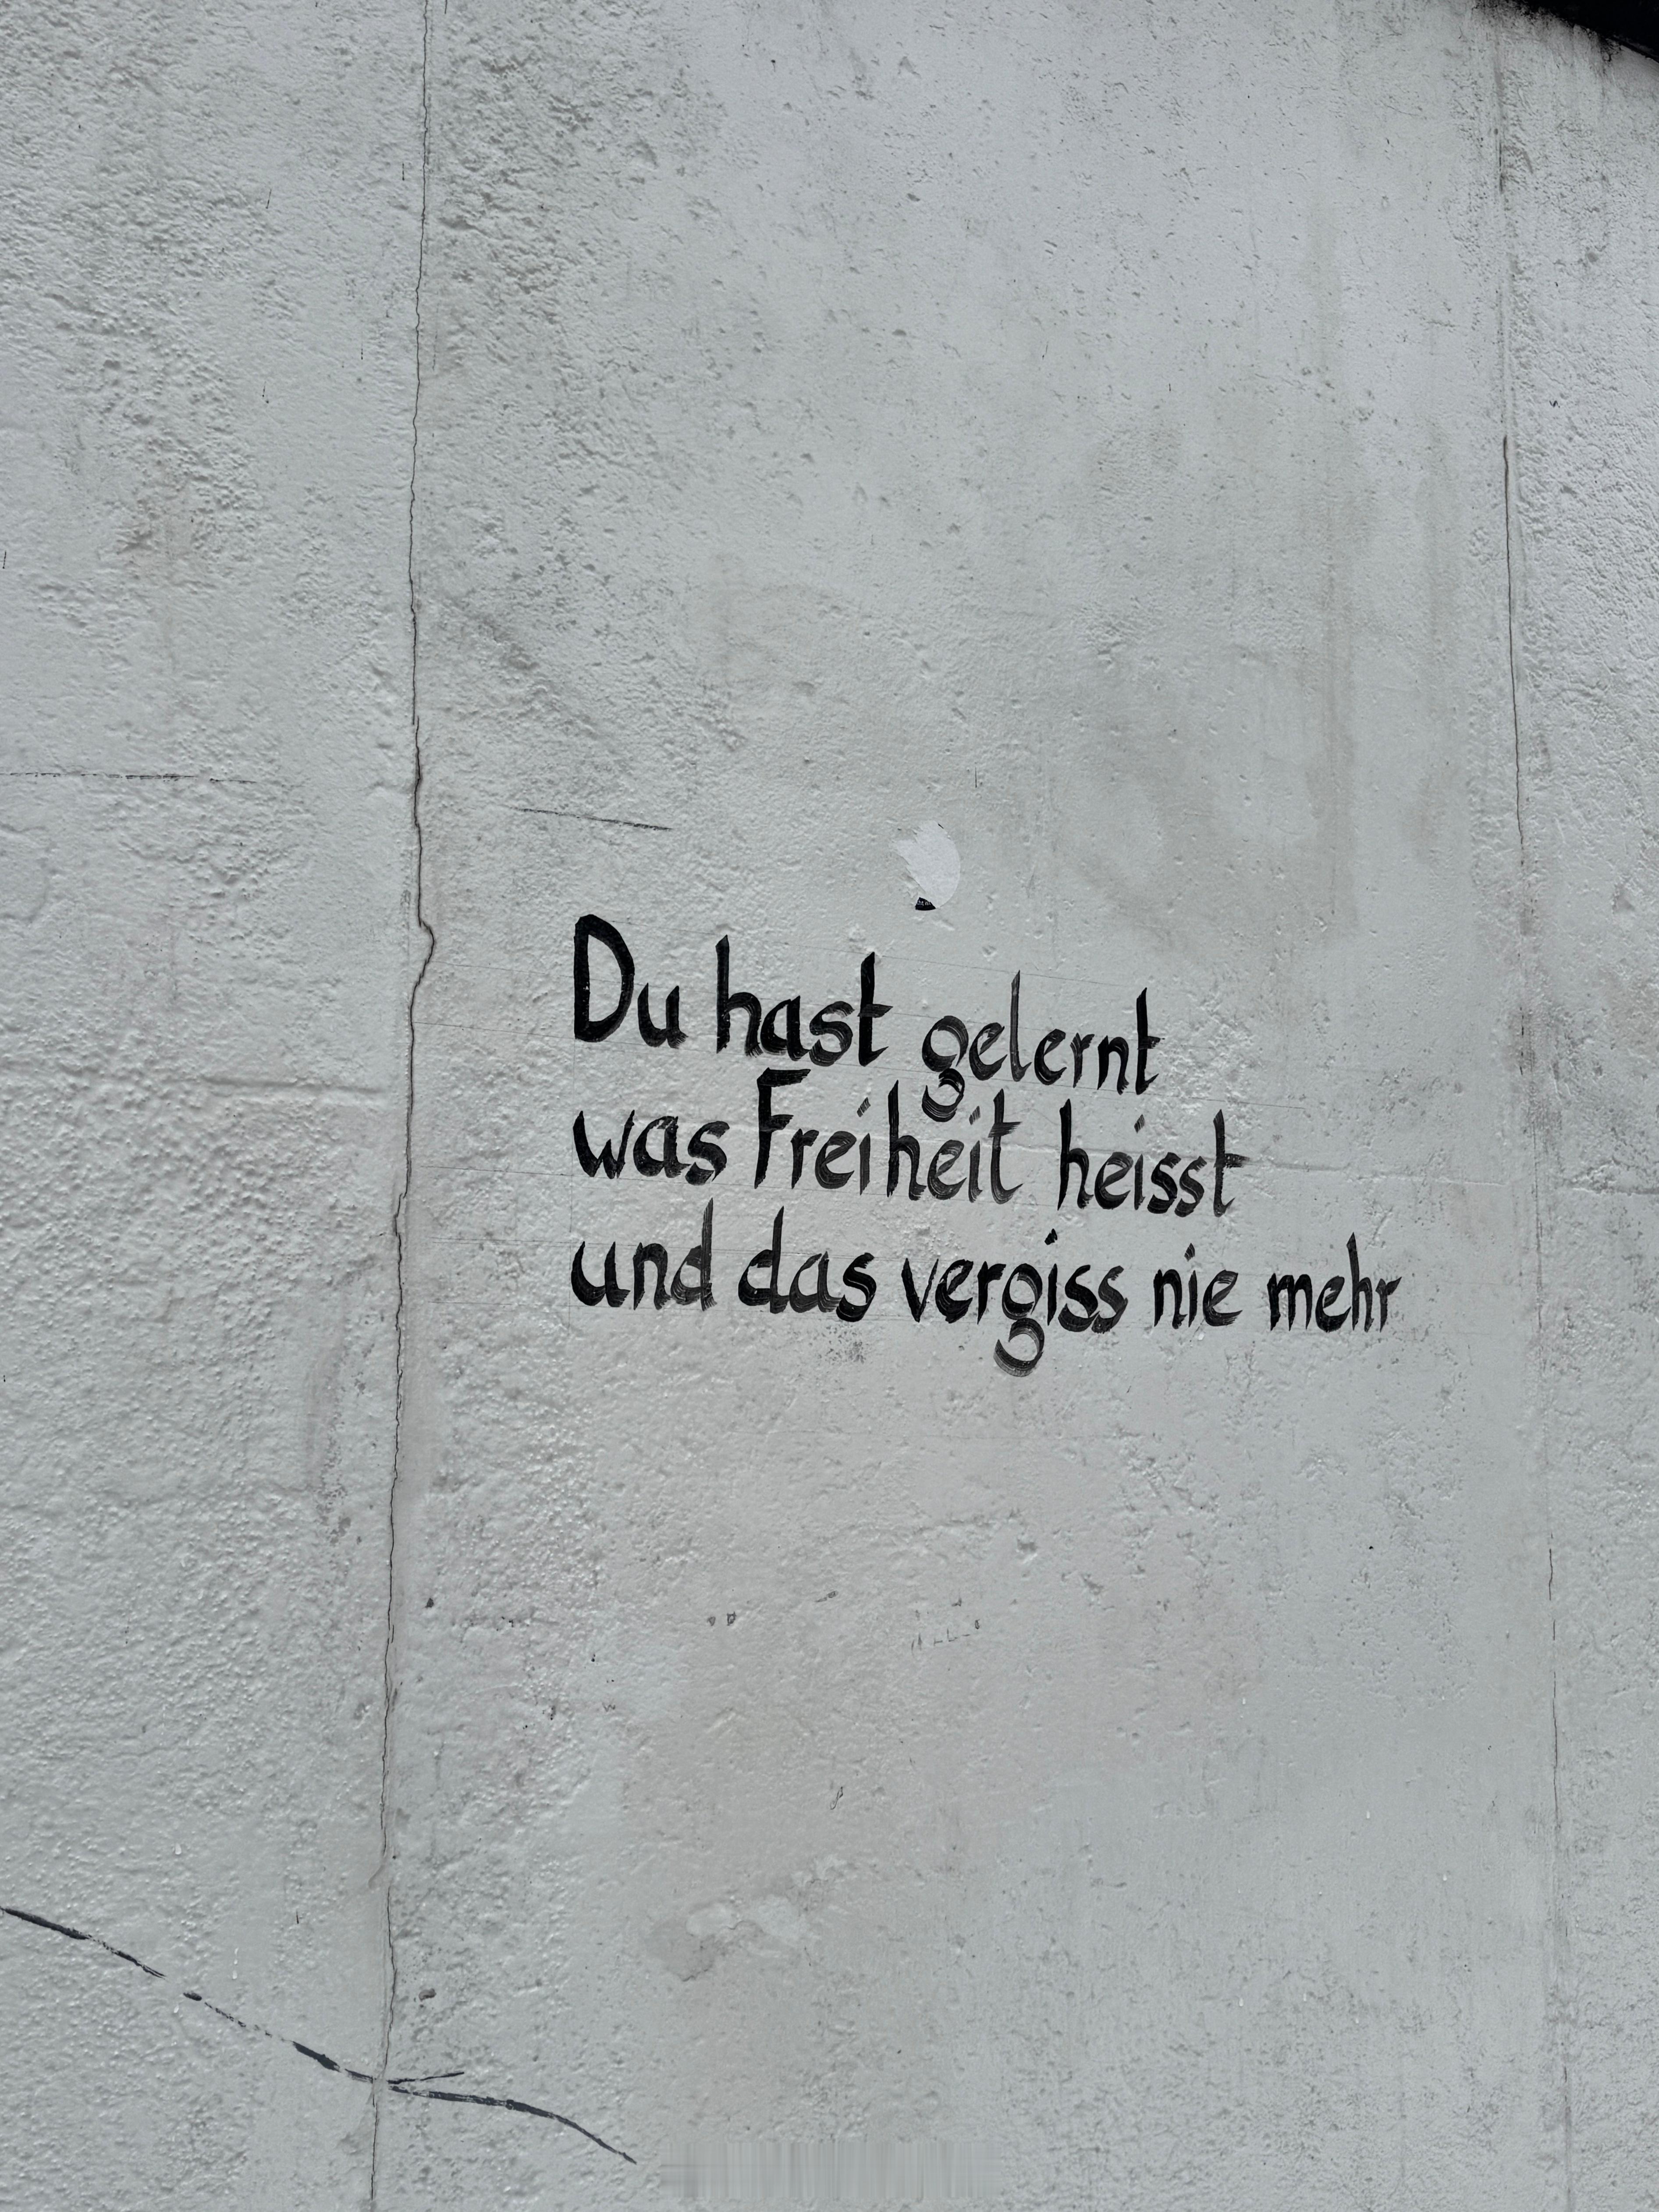 Du hast gelernt
was Freiheit heisst
und das vergiss nie mehr